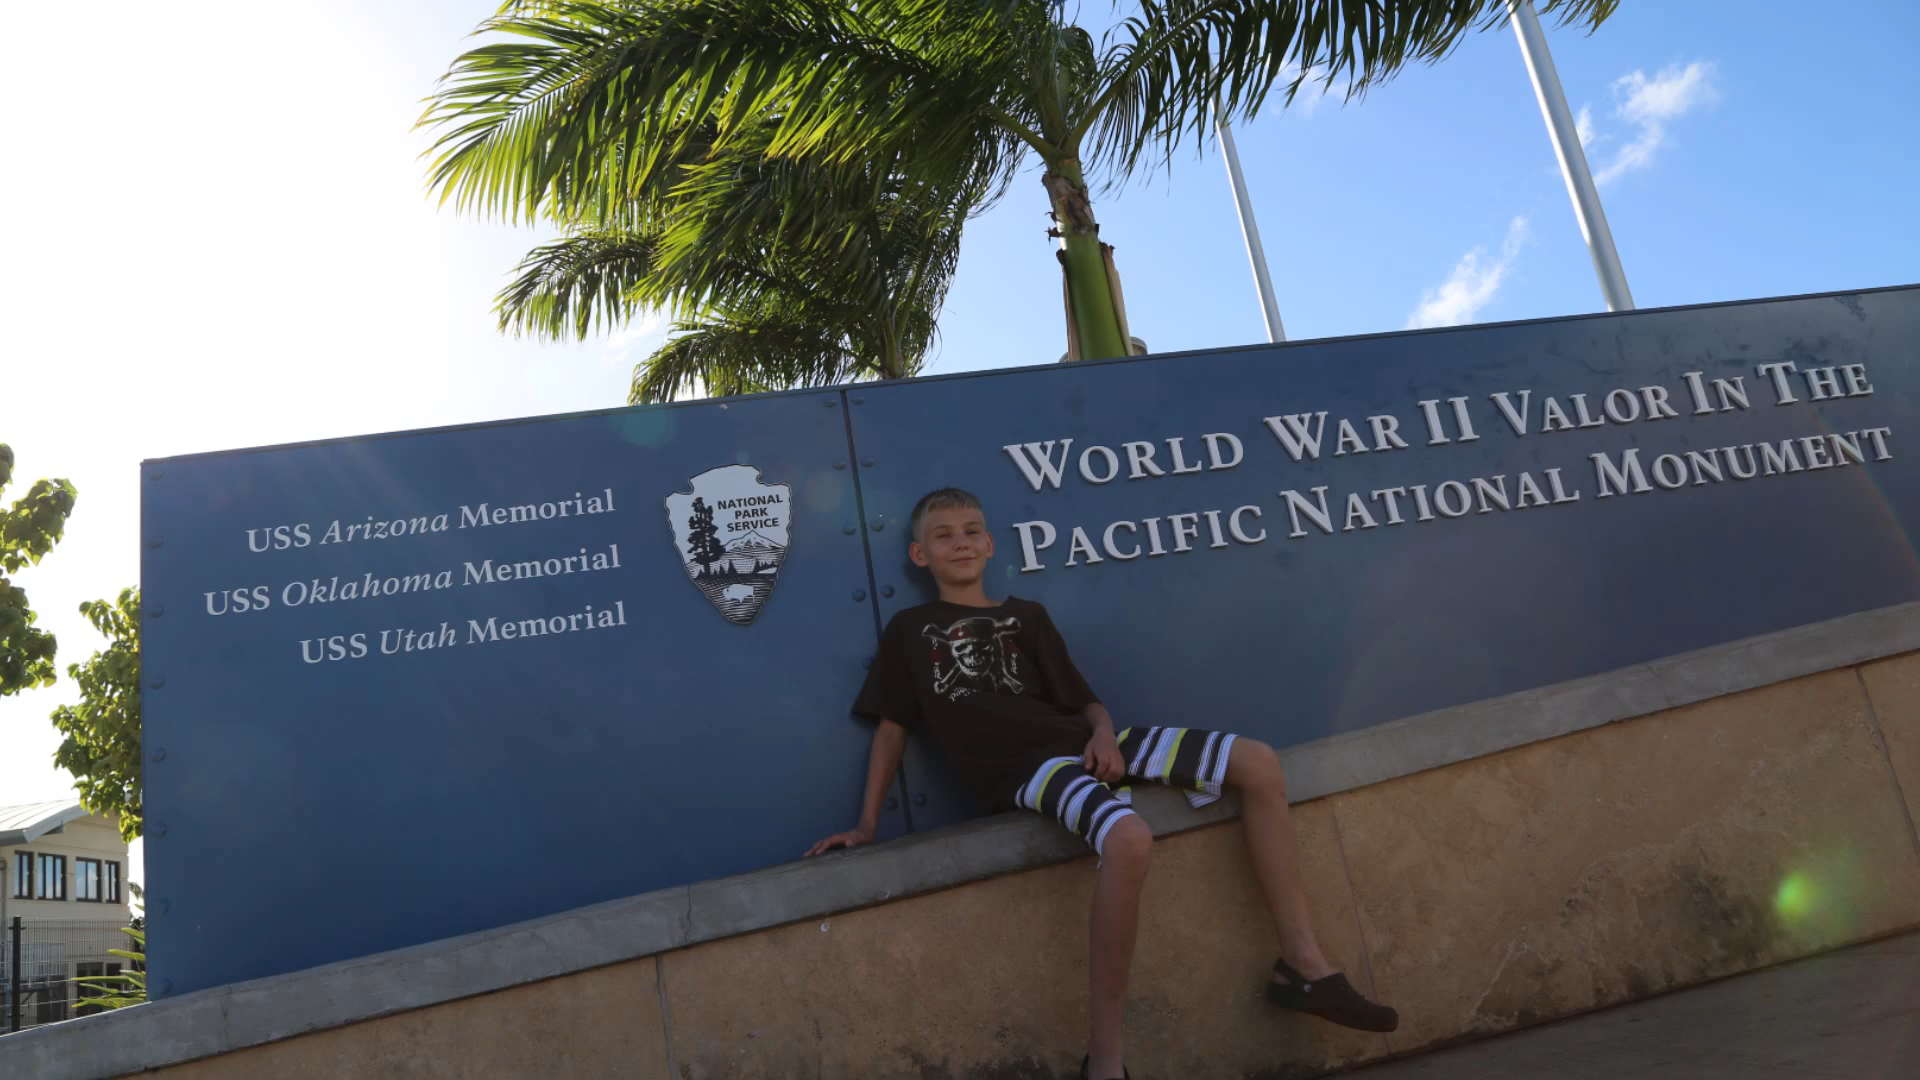 USS Arizona Memorial
USS Oklahoma Memorial
USS Utah Memorial
NATIONAL
PARK
SERVICE
WORLD WAR II VALOR IN THE
PACIFIC NATIONAL MONUMENT